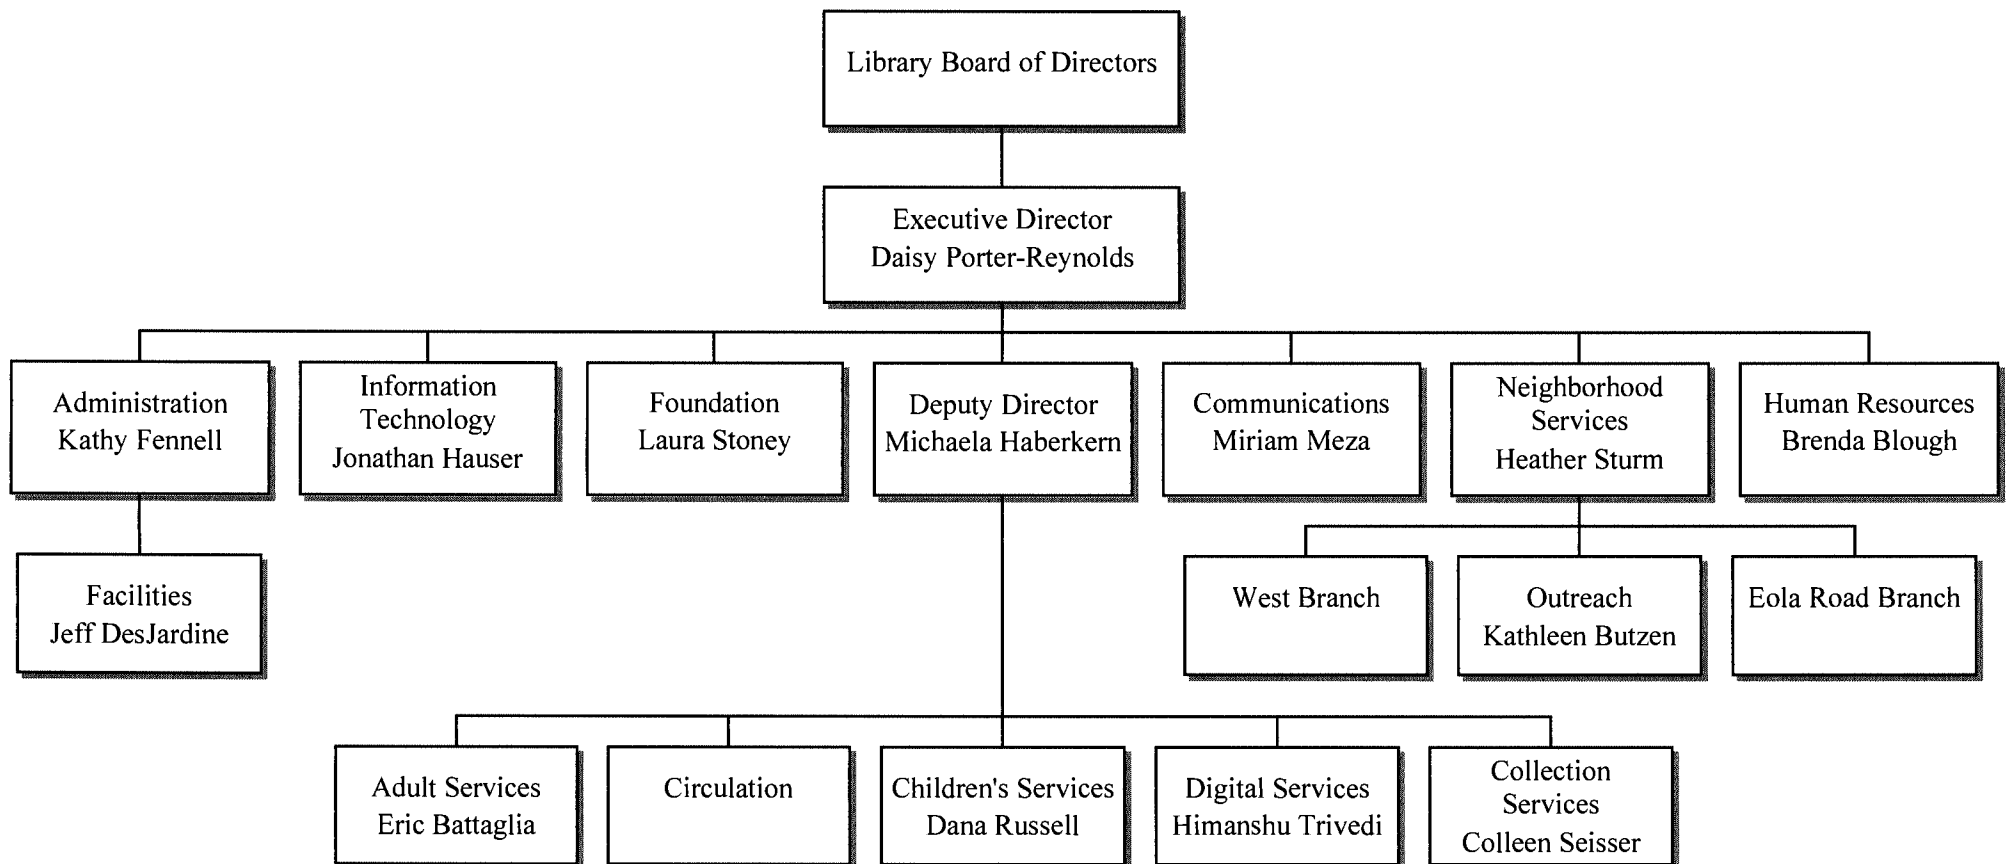 Library Board of Directors
Executive Director
Daisy Porter-Reynolds
Administration
Kathy Fennell
Information
Technology
Jonathan Hauser
Foundation
Laura Stoney
Deputy Director
Michaela Haberkern
Communications
Miriam Meza
Neighborhood
Services
Heather Sturm
Human Resources
Brenda Blough
Facilities
Jeff DesJardine
West Branch
Outreach
Kathleen Butzen
Eola Road Branch
Adult Services
Eric Battaglia
Circulation
Children's Services
Dana Russell
Digital Services
Himanshu Trivedi
Collection
Services
Colleen Seisser